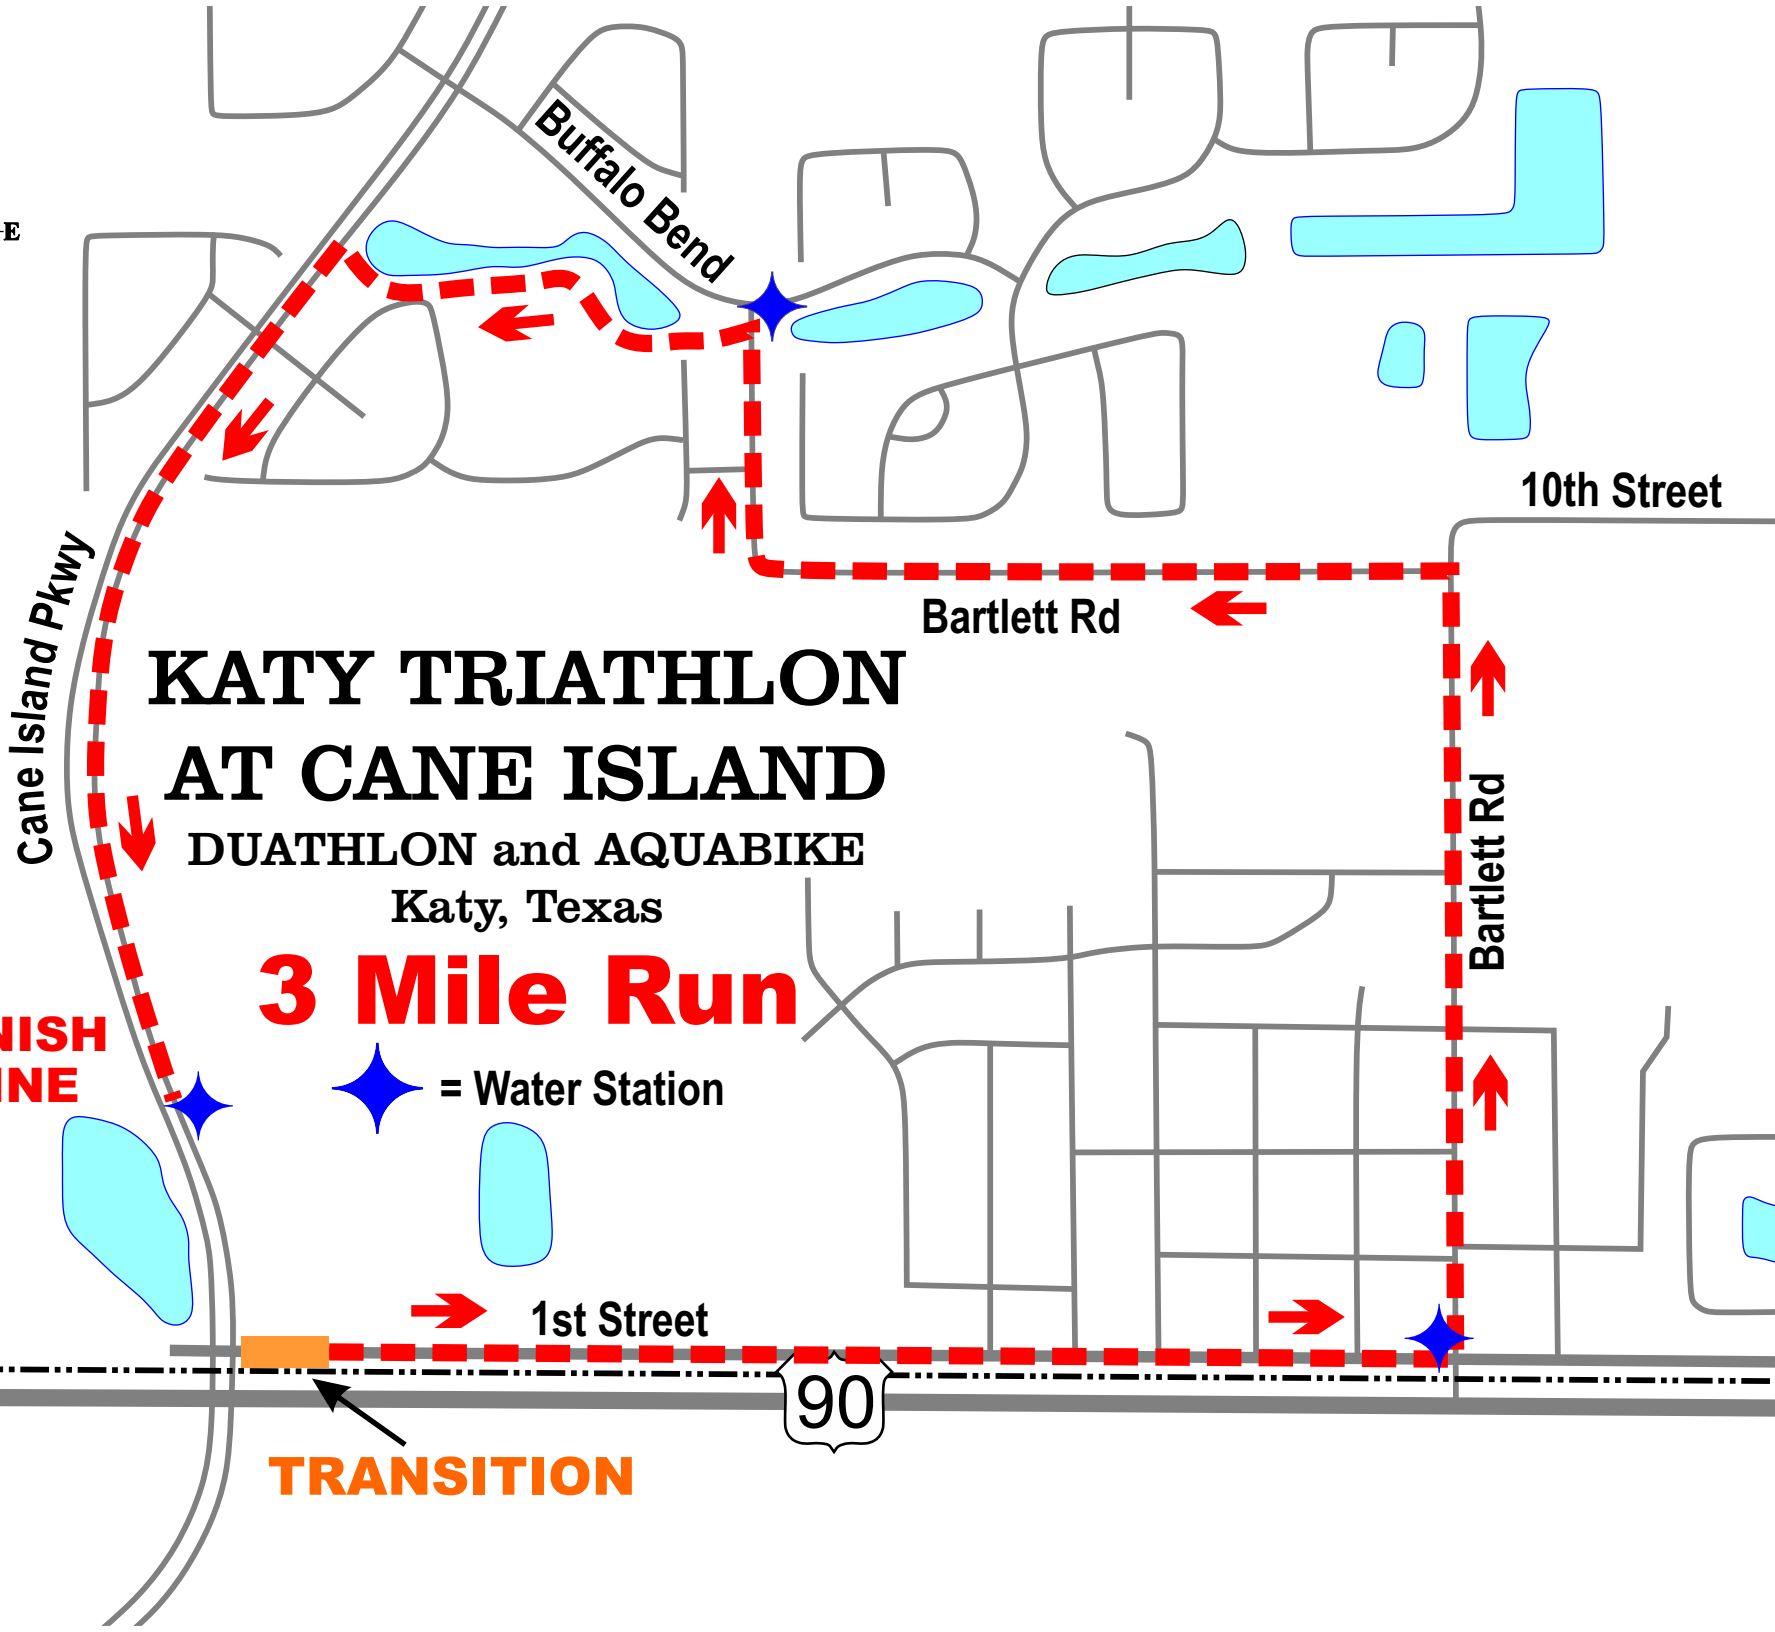 Buffalo Bend
E
10th Street
Bartlett Rd
Cane Island Pkwy
KATY TRIATHLON
AT CANE ISLAND
DUATHLON and AQUABIKE
Katy, Texas
3 Mile Run
Bartlett Rd
NISH
INE
= Water Station
1st Street
90
TRANSITION